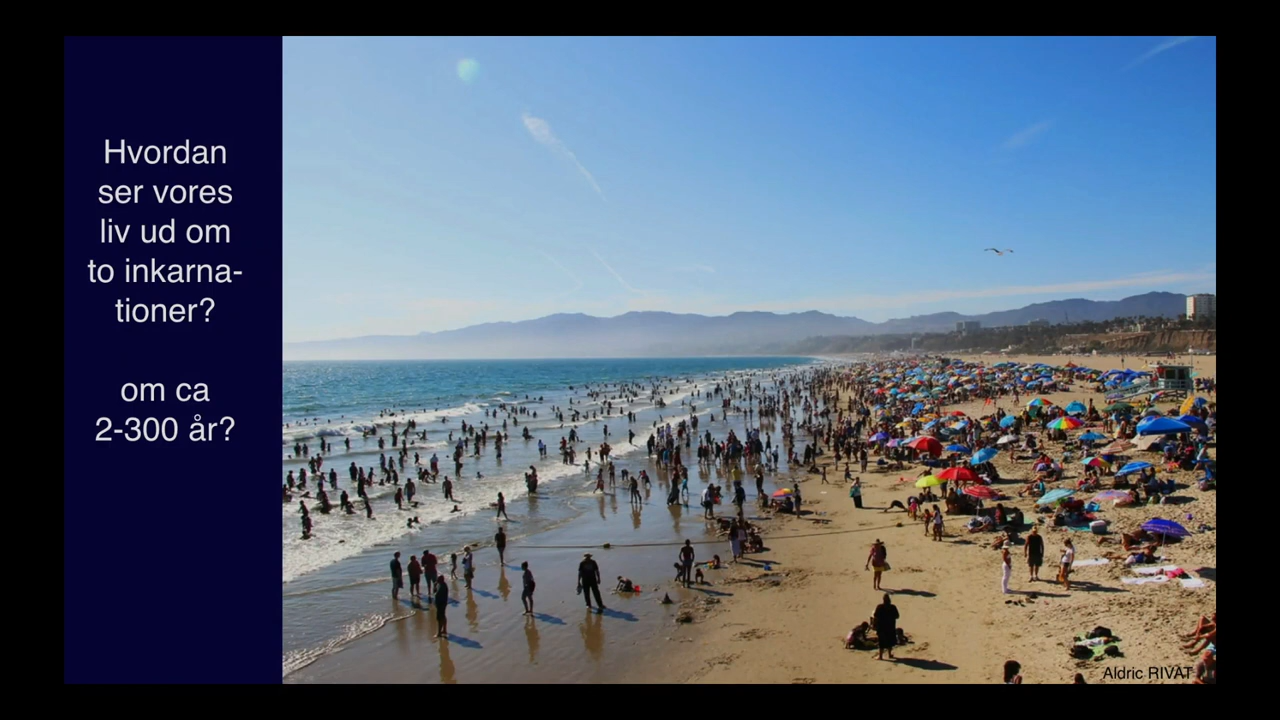 Hvordan
ser vores
liv ud om
to inkarna-
tioner?
om ca
2-300 år?
Aldric RIVAT